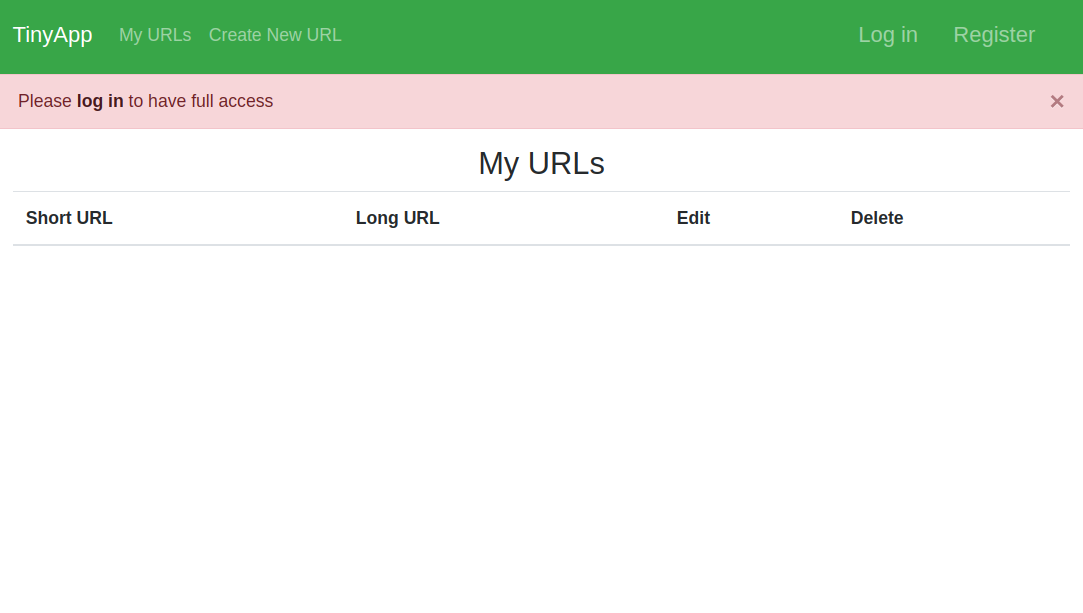 TinyApp My URLs Create New URL Log in Register
Please log in to have full access ×
My URLs
Short URL Long URL Edit Delete